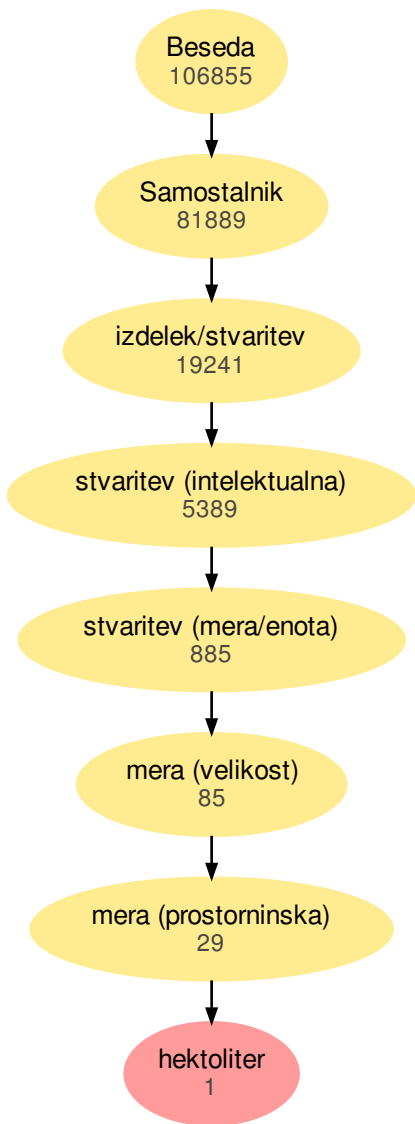 Beseda
106855
Samostalnik
81889
izdelek/stvaritev
19241
stvaritev (intelektualna)
5389
stvaritev (mera/enota)
885
mera (velikost)
85
mera (prostorninska)
29
hektoliter
1